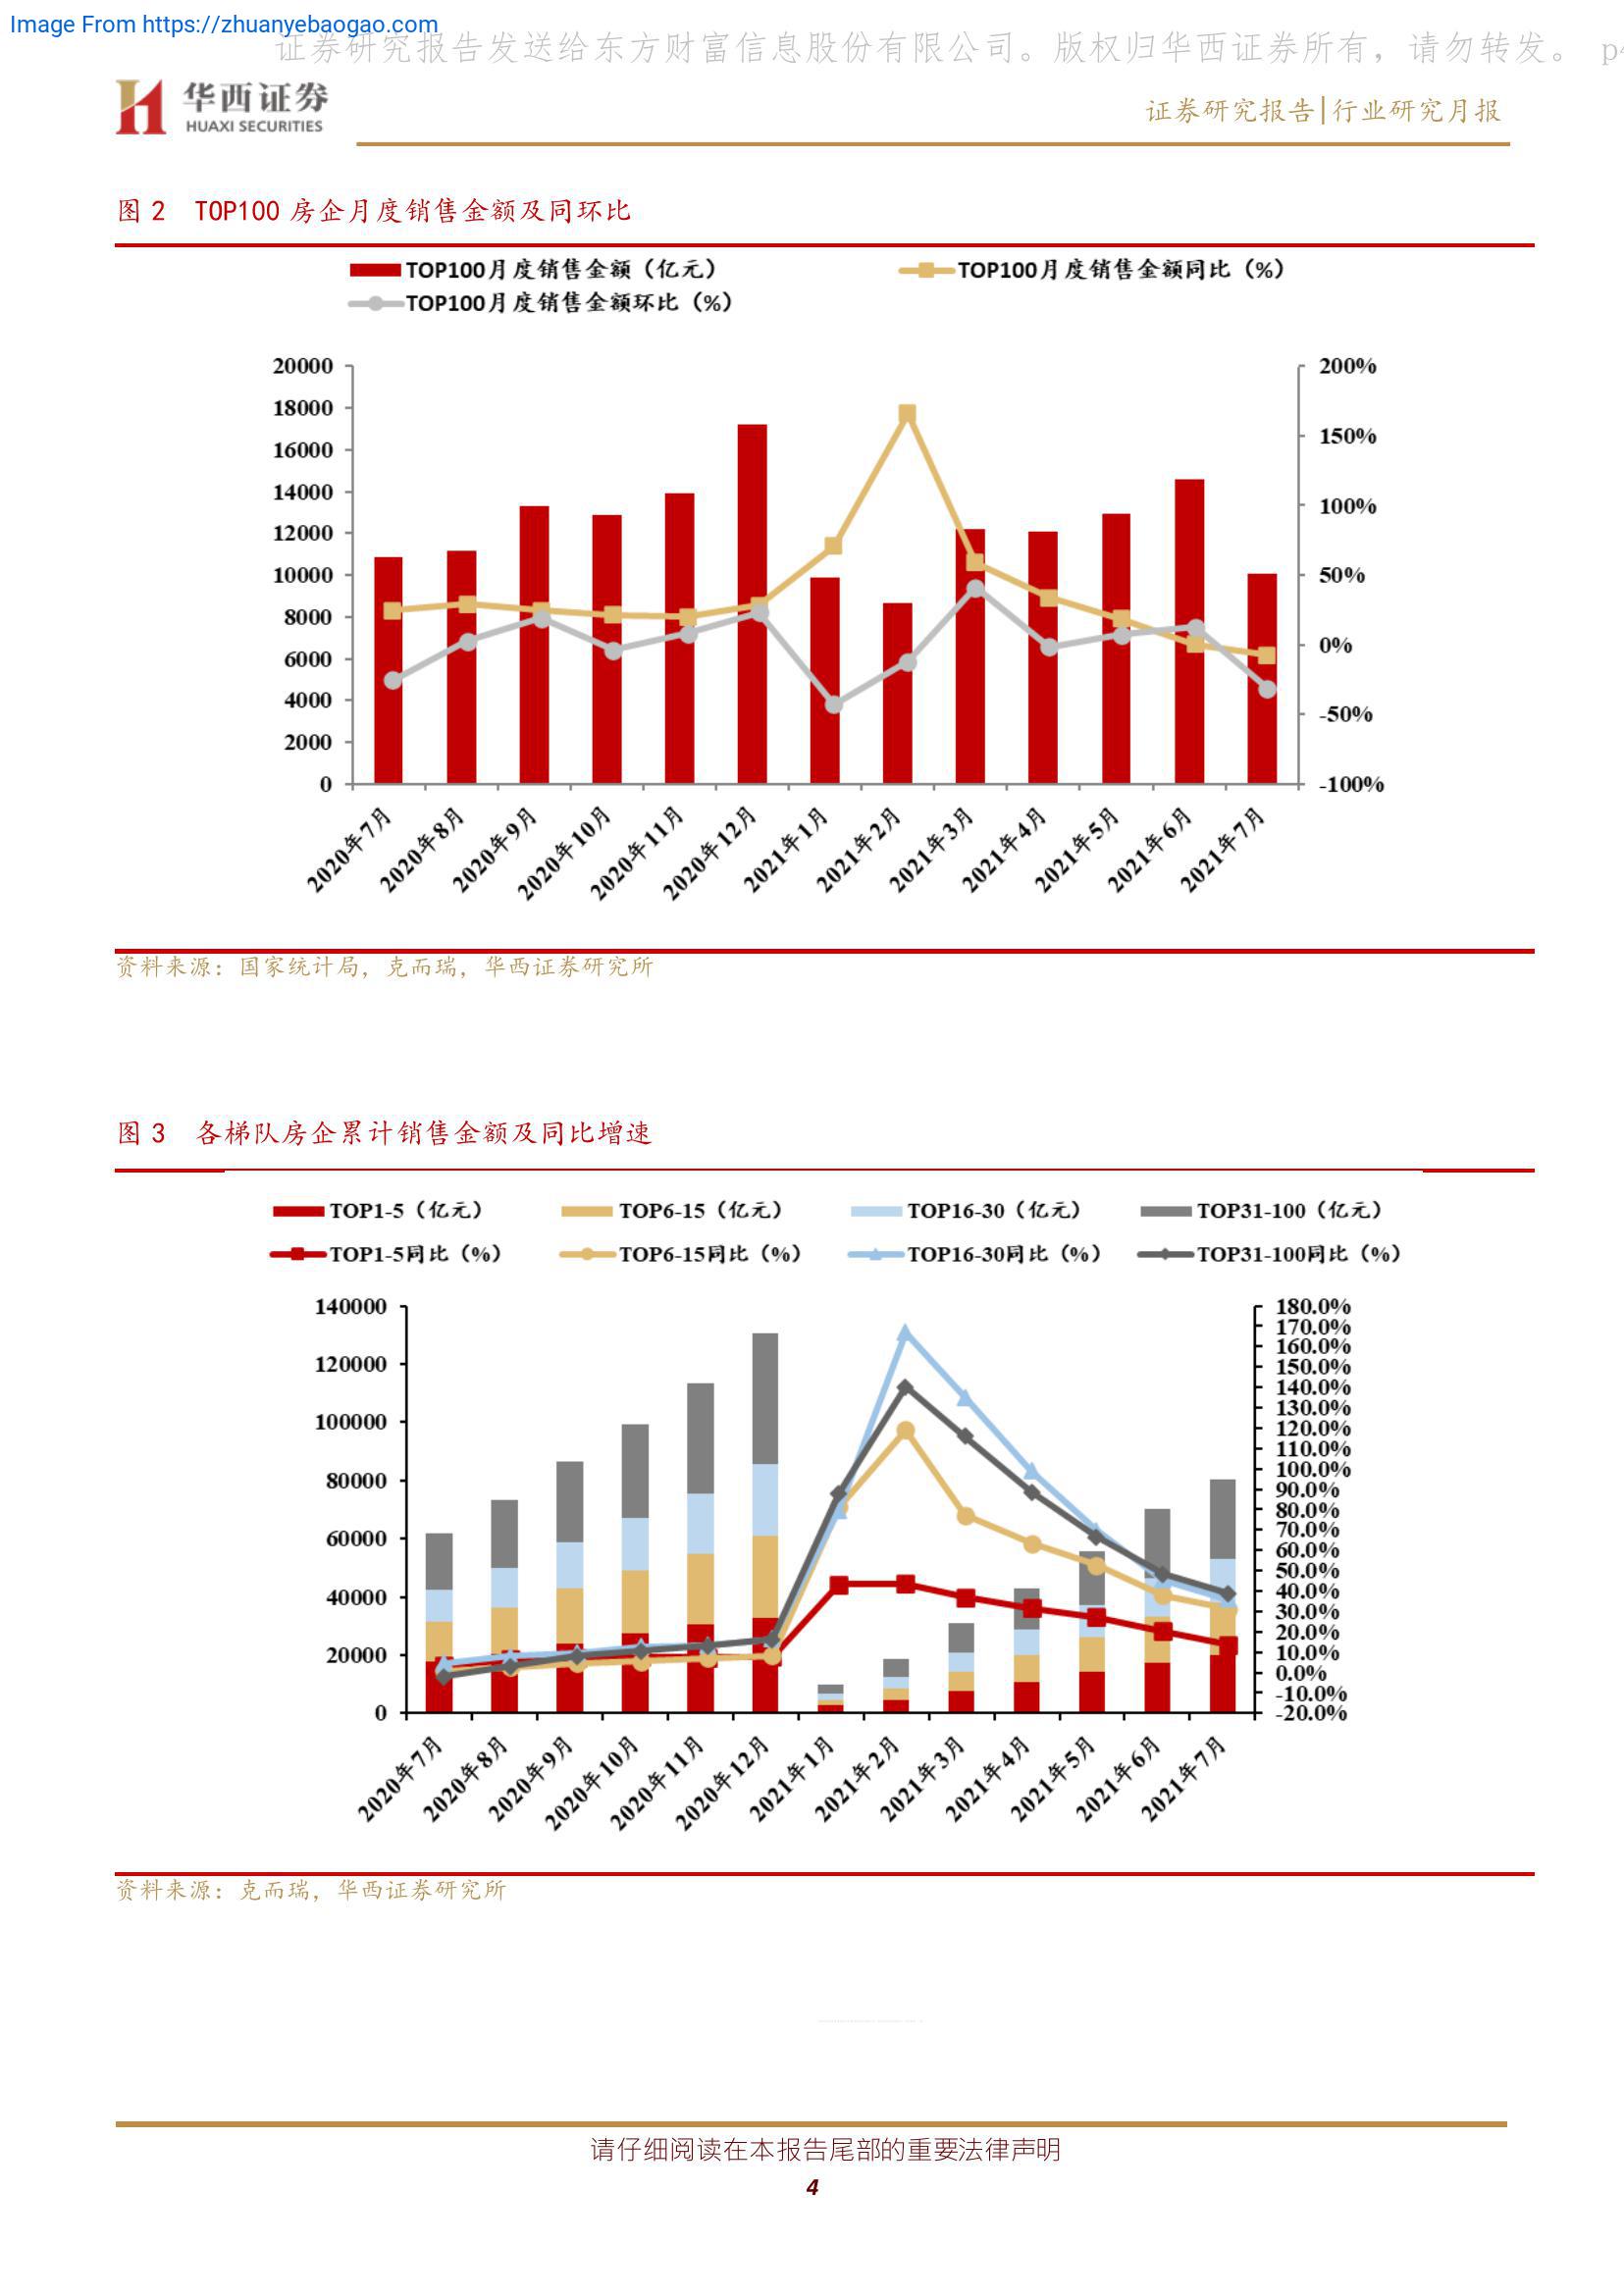 Image From https://zhuanyebaogao.com
证券研究报告发送给东方财富信息股份有限公司。版权归华西证券所有，请勿转发。 p4
华西证券
HUAXI SECURITIES
证券研究报告|行业研究月报
图 2 TOP100 房企月度销售金额及同环比
TOP100月度销售金额（亿元） TOP100月度销售金额同比（%）
TOP100月度销售金额环比（%）
20000 200%
18000
16000 150%
14000
12000 100%
10000 50%
8000
6000 0%
4000
2000 -50%
0 -100%
2020年7月 2020年8月 2020年9月 2020年10月 2020年11月 2020年12月 2021年1月 2021年2月 2021年3月 2021年4月 2021年5月 2021年6月 2021年7月
资料来源：国家统计局，克而瑞，华西证券研究所
图 3 各梯队房企累计销售金额及同比增速
TOP1-5（亿元） TOP6-15（亿元） TOP16-30（亿元） TOP31-100（亿元）
TOP1-5同比（%） TOP6-15同比（%） TOP16-30同比（%） TOP31-100同比（%）
140000 180.0%
170.0%
160.0%
120000 150.0%
140.0%
130.0%
100000 120.0%
110.0%
100.0%
80000 90.0%
80.0%
70.0%
60000 60.0%
50.0%
40000 40.0%
30.0%
20.0%
20000 10.0%
0.0%
-10.0%
0 -20.0%
2020年7月 2020年8月 2020年9月 2020年10月 2020年11月 2020年12月 2021年1月 2021年2月 2021年3月 2021年4月 2021年5月 2021年6月 2021年7月
资料来源：克而瑞，华西证券研究所
请仔细阅读在本报告尾部的重要法律声明
4